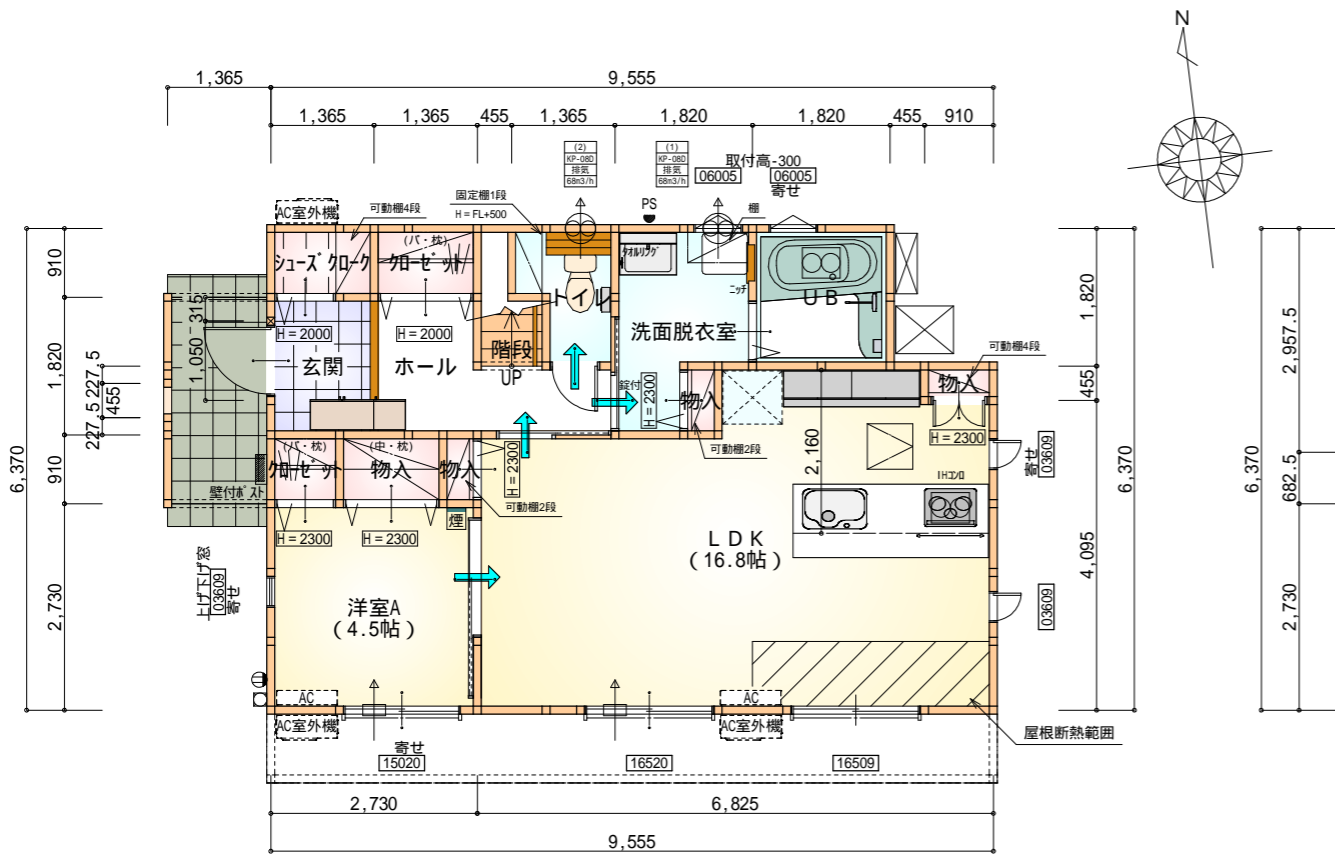 N
1,365
9,555
1,365
1,365
455
1,365
1,820
1,820
455
910
(2)
KP-08D
排気
68m3/h
(1)
KP-08D
排気
68m3/h
取付高-300
06005
06005
寄せ
AC室外機
可動棚4段
固定棚1段
H=FL+500
PS
棚
6,370
910
1,820
910
2,730
315
1,050
227.5
455
227.5
シューズクローク
(パ・枕)
クローゼット
トイレ
タオルリング
ニッチ
UB
洗面脱衣室
H=2000
H=2000
玄関
ホール
階段
UP
錠付
H=2300
物入
可動棚2段
可動棚4段
物入
H=2300
(パ・枕)
クローゼット
(中・枕)
物入
物入
H=2300
可動棚2段
壁付ポスト
H=2300
H=2300
煙
2,160
IHコンロ
LDK
(16.8帖)
洋室A
(4.5帖)
上げ下げ窓
03609
寄せ
寄せ
03609
03609
1,820
455
4,095
6,370
6,370
2,957.5
682.5
2,730
AC
AC室外機
AC
AC室外機
屋根断熱範囲
寄せ
15020
16520
16509
2,730
6,825
9,555